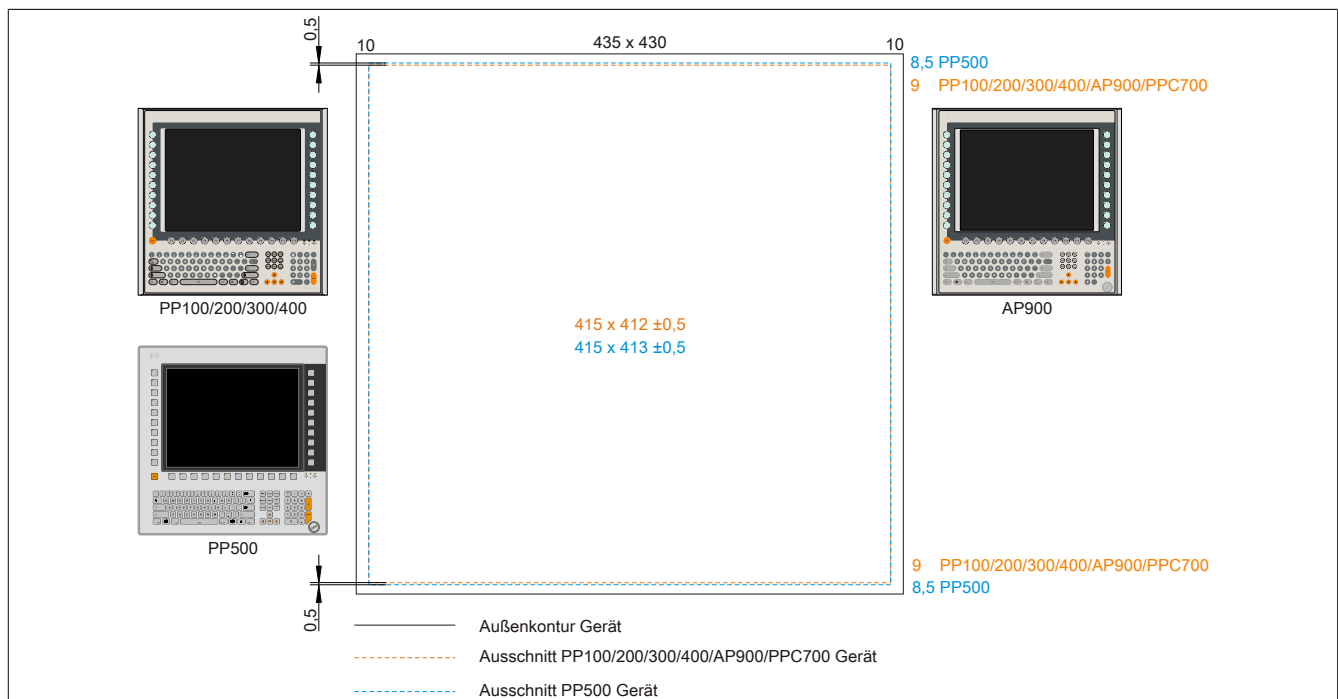 0,5
10
435 x 430
10
8,5 PP500
9 PP100/200/300/400/AP900/PPC700
PP100/200/300/400
AP900
415 x 412 ±0,5
415 x 413 ±0,5
PP500
9 PP100/200/300/400/AP900/PPC700
8,5 PP500
0,5
Außenkontur Gerät
Ausschnitt PP100/200/300/400/AP900/PPC700 Gerät
Ausschnitt PP500 Gerät